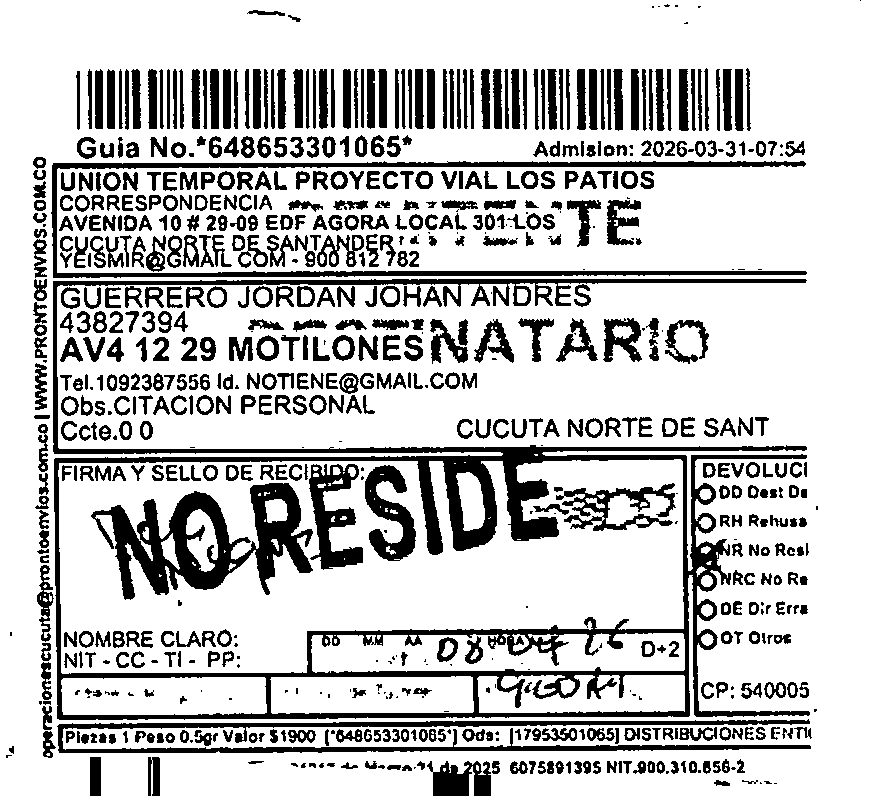 Guia No.*648653301065*
Admision: 2026-03-31-07:54
UNION TEMPORAL PROYECTO VIAL LOS PATIOS
CORRESPONDENCIA
AVENIDA 10 # 29-09 EDF AGORA LOCAL 301 LOS
CUCUTA NORTE DE SANTANDER
YEISMIR@GMAIL COM - 900 812 782
GUERRERO JORDAN JOHAN ANDRES
43827394
AV4 12 29 MOTILONES
NATARIO
Tel.1092387556 Id. NOTIENE@GMAIL.COM
Obs.CITACION PERSONAL
Ccte.0 0
CUCUTA NORTE DE SANT
FIRMA Y SELLO DE RECIBIDO:
NO RESIDE
DEVOLUCI
DD Dest De
RH Rehusa
NR No Resi
NRC No Re
DE Dir Erra
OT Otros
NOMBRE CLARO:
NIT - CC - TI - PP:
DD MM AA HORA
08 04 26
D+2
CP: 540005
Piezas 1 Peso 0.5gr Valor $1900 [*648653301065*] Ods: [17953501065] DISTRIBUCIONES ENTI
de 2025 6075891395 NIT.900.310.856-2
operacionescucuta@prontoenvios.com.co | WWW.PRONTOENVIOS.COM.CO